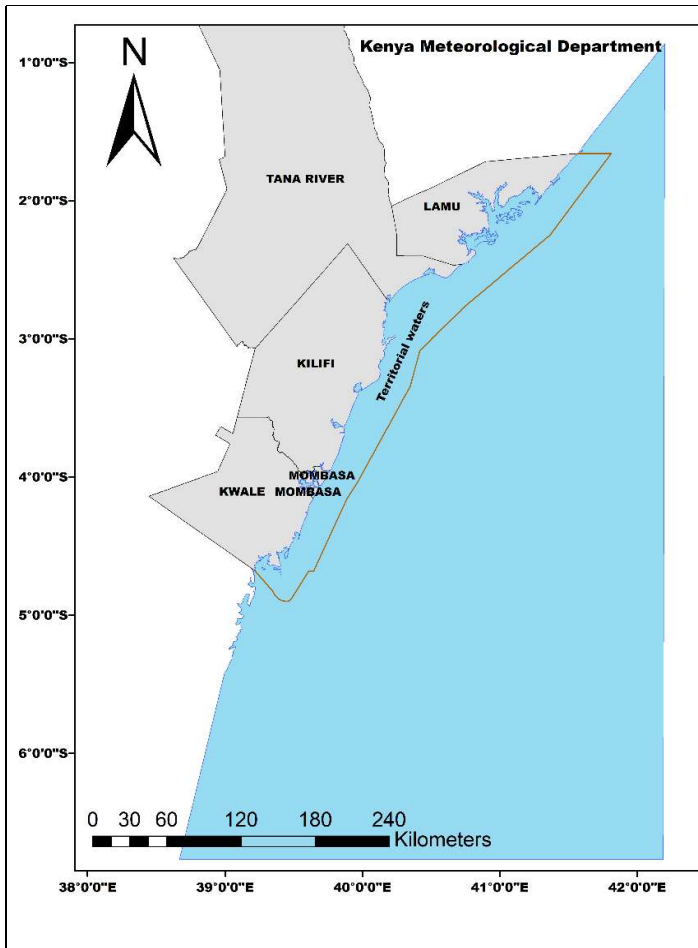 Kenya Meteorological Department
N
1°0'0"S
2°0'0"S
3°0'0"S
4°0'0"S
5°0'0"S
6°0'0"S
TANA RIVER
LAMU
Territorial waters
KILIFI
MOMBASA
KWALE MOMBASA
0 30 60 120 180 240
Kilometers
38°0'0"E 39°0'0"E 40°0'0"E 41°0'0"E 42°0'0"E